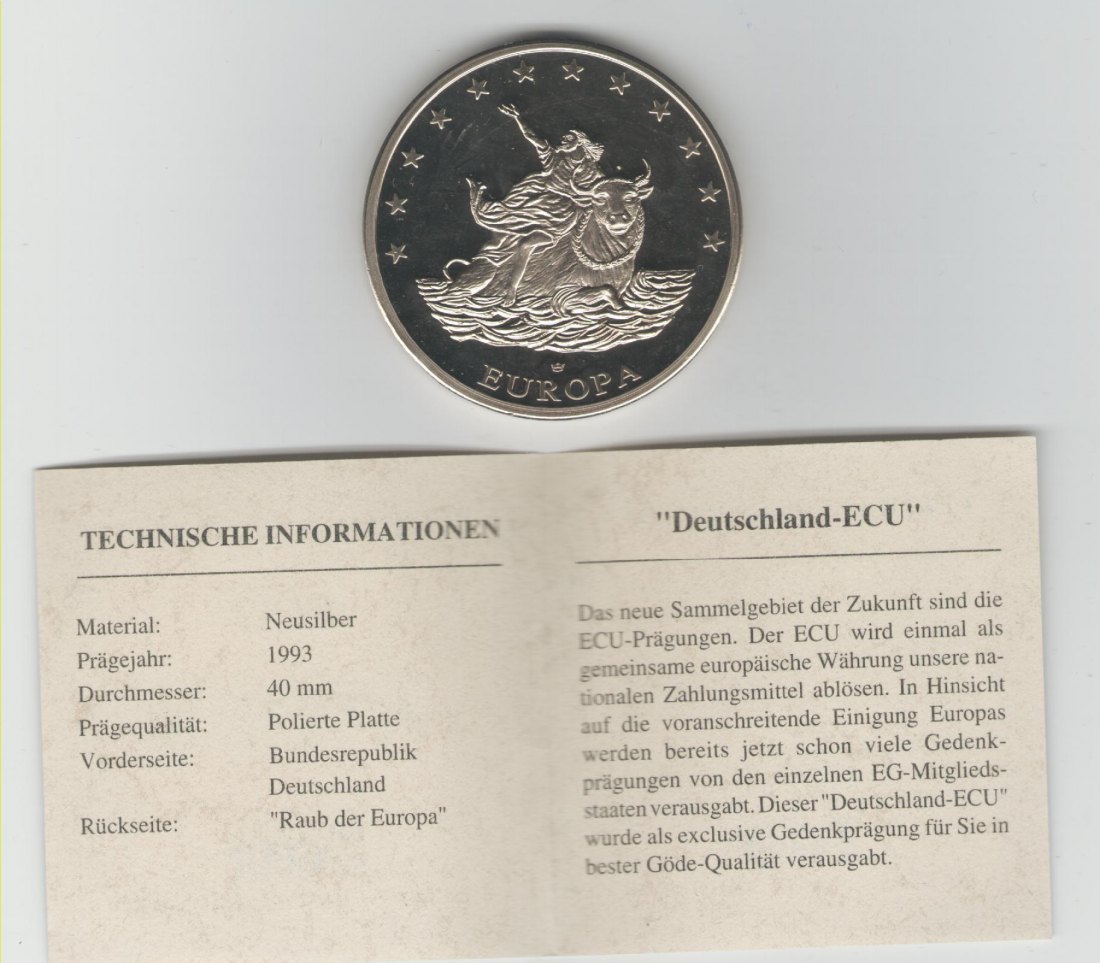 EUROPA
TECHNISCHE INFORMATIONEN
Material: Neusilber
Prägejahr: 1993
Durchmesser: 40 mm
Prägequalität: Polierte Platte
Vorderseite: Bundesrepublik
Deutschland
Rückseite: "Raub der Europa"
"Deutschland-ECU"
Das neue Sammelgebiet der Zukunft sind die
ECU-Prägungen. Der ECU wird einmal als
gemeinsame europäische Währung unsere na-
tionalen Zahlungsmittel ablösen. In Hinsicht
auf die voranschreitende Einigung Europas
werden bereits jetzt schon viele Gedenk-
prägungen von den einzelnen EG-Mitglieds-
staaten verausgabt. Dieser "Deutschland-ECU"
wurde als exclusive Gedenkprägung für Sie in
bester Göde-Qualität verausgabt.